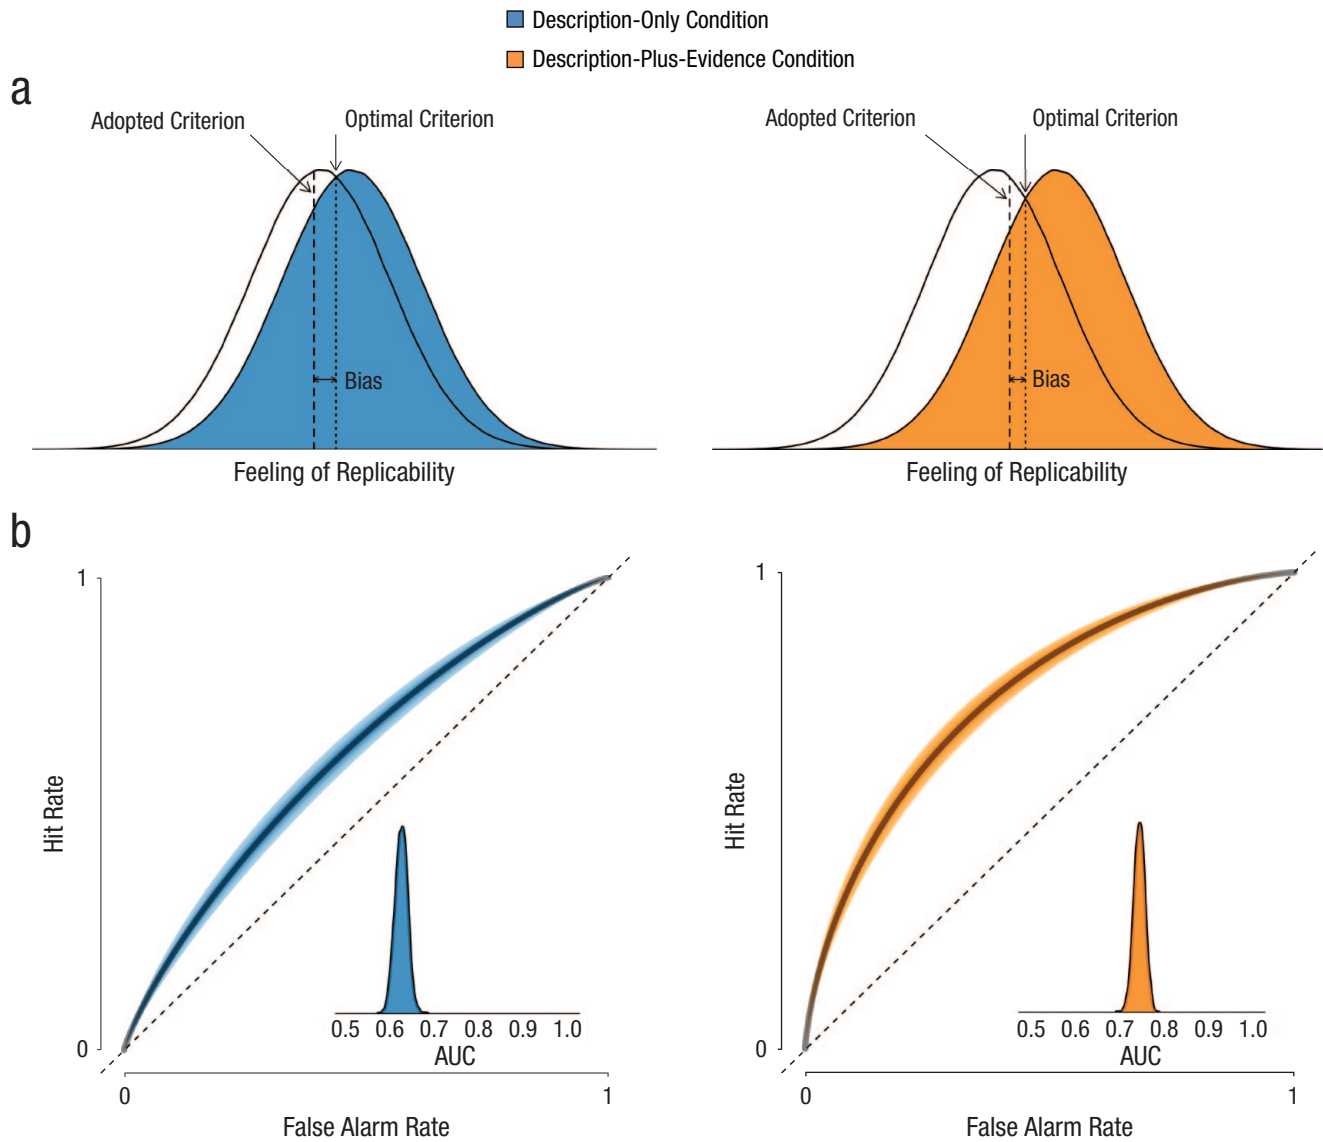 Description-Only Condition
Description-Plus-Evidence Condition
a
Adopted Criterion
Optimal Criterion
Bias
Feeling of Replicability
Adopted Criterion
Optimal Criterion
Bias
Feeling of Replicability
b
1
Hit Rate
0
0.5 0.6 0.7 0.8 0.9 1.0
AUC
0 1
False Alarm Rate
1
Hit Rate
0
0.5 0.6 0.7 0.8 0.9 1.0
AUC
0 1
False Alarm Rate